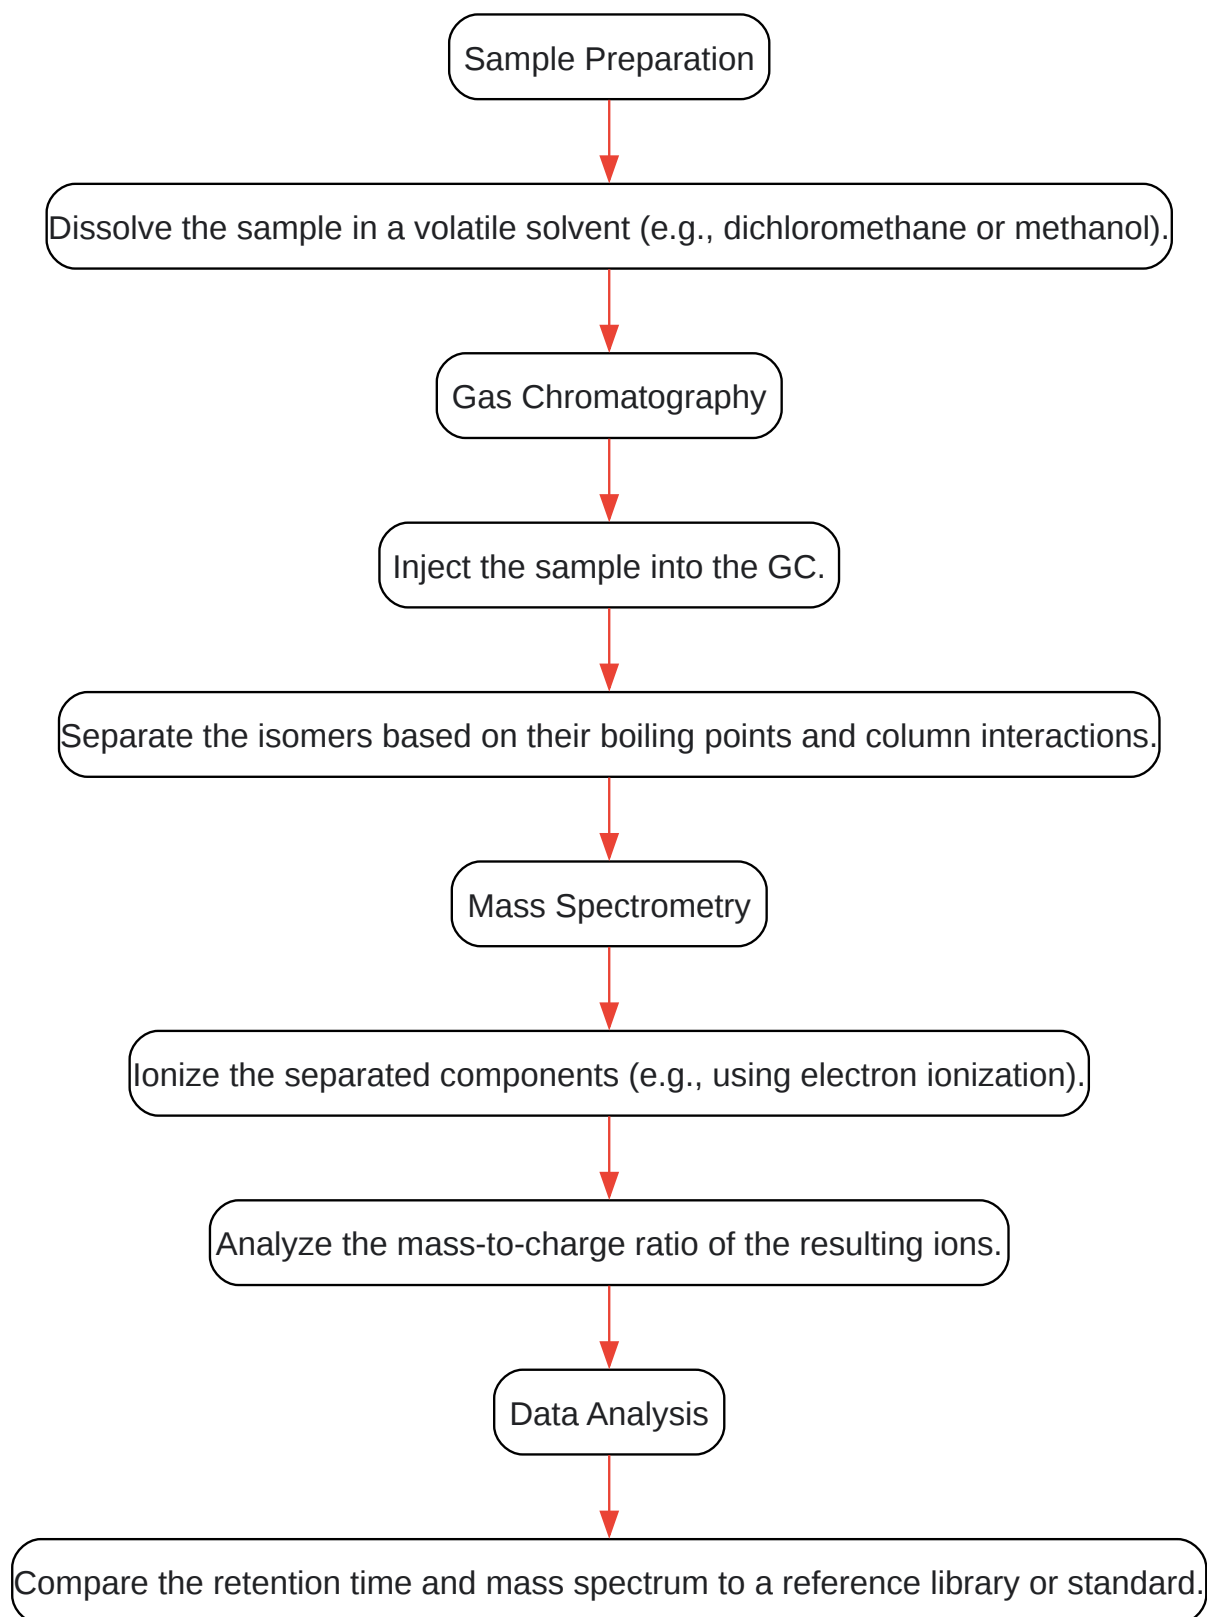 Sample Preparation
Dissolve the sample in a volatile solvent (e.g., dichloromethane or methanol).
Gas Chromatography
Inject the sample into the GC.
Separate the isomers based on their boiling points and column interactions.
Mass Spectrometry
Ionize the separated components (e.g., using electron ionization).
Analyze the mass-to-charge ratio of the resulting ions.
Data Analysis
Compare the retention time and mass spectrum to a reference library or standard.